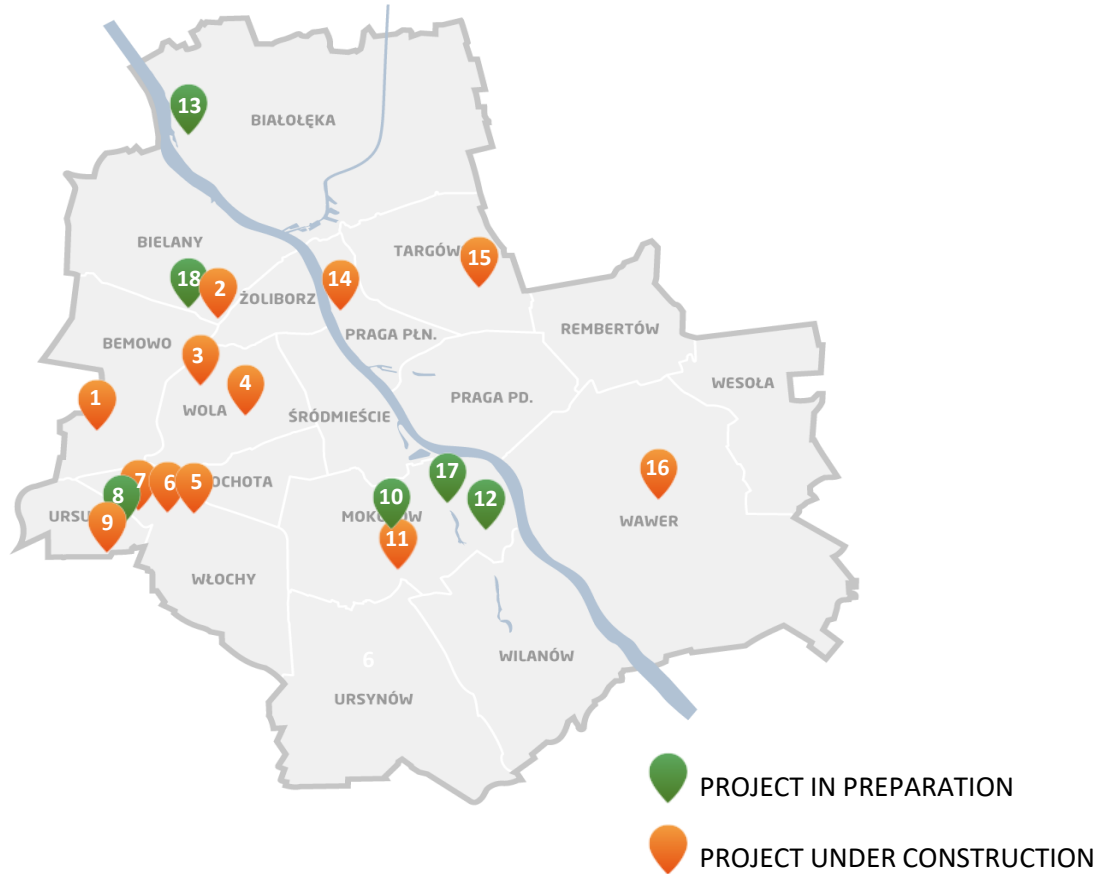 13
BIAŁOŁĘKA
BIELANY
TARGÓW
15
18
2
14
ŻOLIBORZ
REMBERTÓW
PRAGA PŁN.
BEMOWO
3
WESOŁA
4
1
PRAGA PD.
WOLA
ŚRÓDMIEŚCIE
16
17
7
6
5
OCHOTA
8
10
12
URSU
9
MOKOTÓW
WAWER
11
WŁOCHY
6
WILANÓW
URSYNÓW
PROJECT IN PREPARATION
PROJECT UNDER CONSTRUCTION